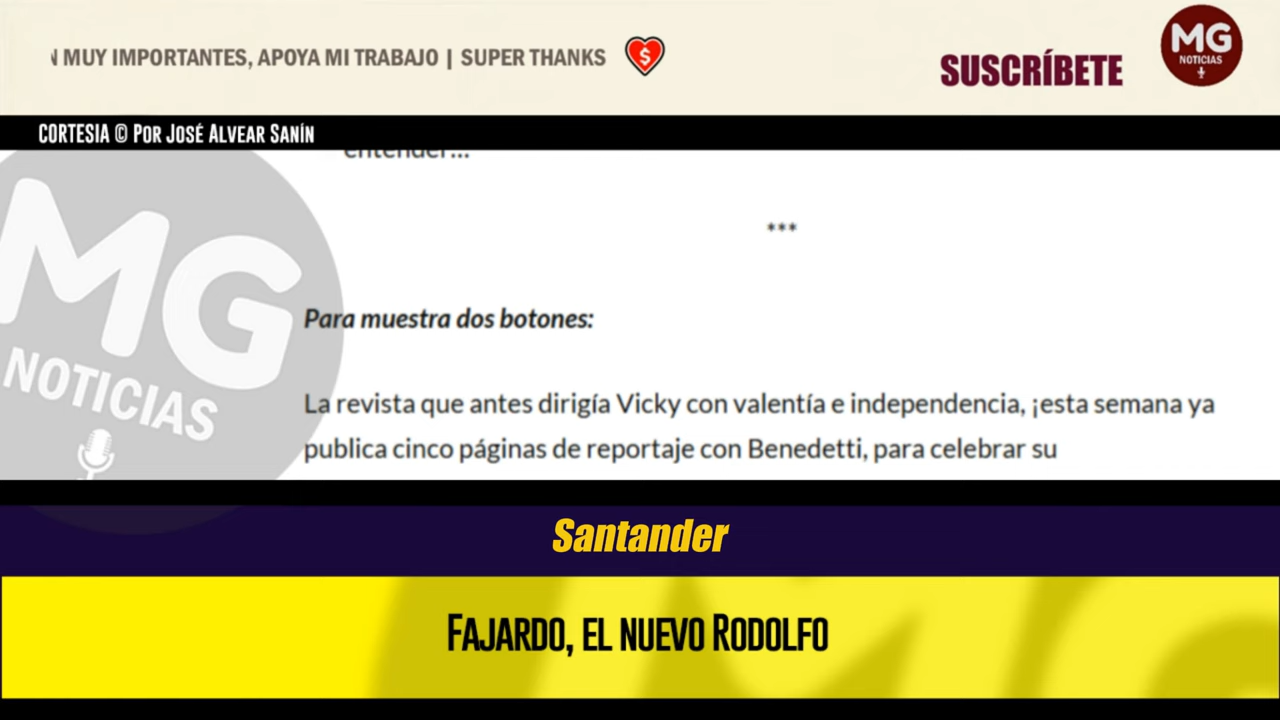 MUY IMPORTANTES, APOYA MI TRABAJO | SUPER THANKS
SUSCRÍBETE
MG
NOTICIAS
CORTESIA © POR JOSÉ ALVEAR SANÍN
entender...
***
MG
NOTICIAS
Para muestra dos botones:
La revista que antes dirigía Vicky con valentía e independencia, ¡esta semana ya
publica cinco páginas de reportaje con Benedetti, para celebrar su
Santander
FAJARDO, EL NUEVO RODOLFO